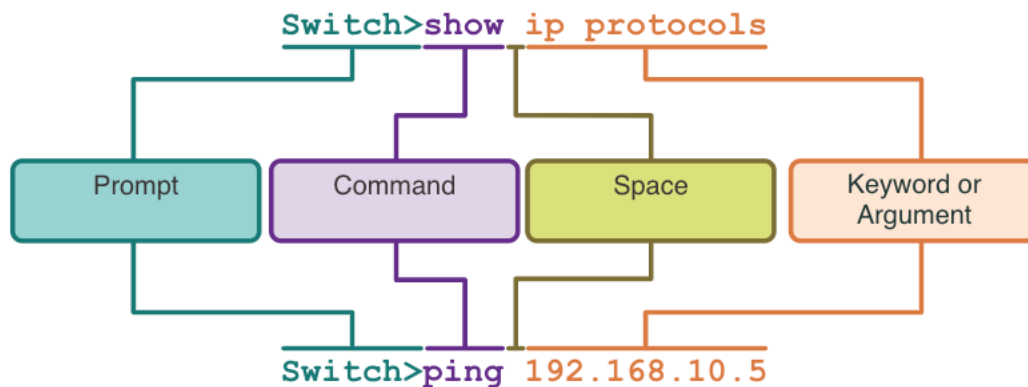 Switch>show ip protocols
Prompt
Command
Space
Keyword or
Argument
Switch>ping 192.168.10.5